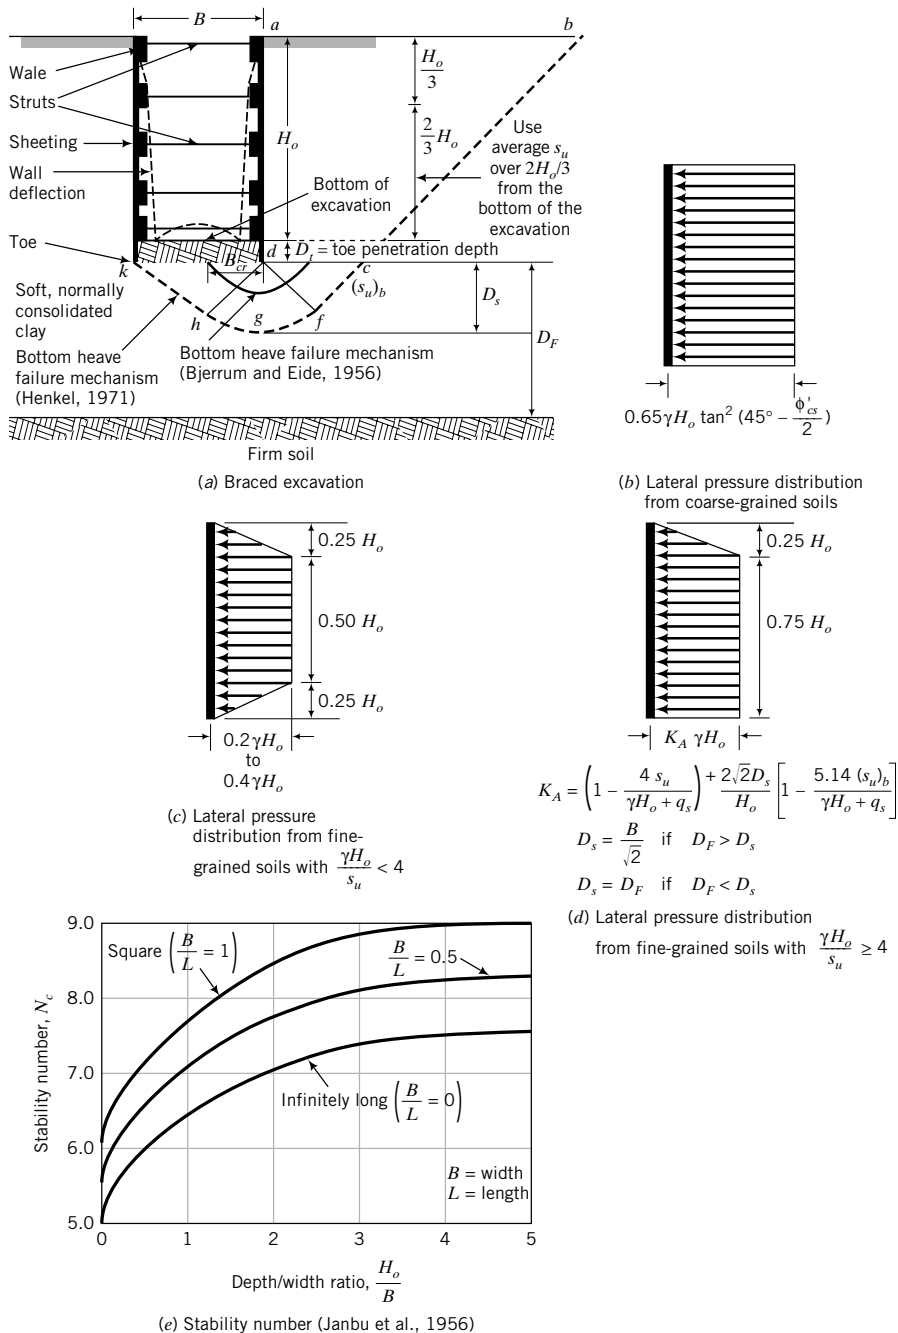 B
a
b
Wale
Struts
Sheeting
Wall
deflection
Toe
k
H_o
H_o/3
2/3 H_o
Use
average s_u
over 2H_o/3
from the
bottom of the
excavation
Bottom of
excavation
d
D_t = toe penetration depth
B_cr
c
(s_u)_b
D_s
D_F
h
g
f
Soft, normally
consolidated
clay
Bottom heave
failure mechanism
(Henkel, 1971)
Bottom heave failure mechanism
(Bjerrum and Eide, 1956)
Firm soil
(a) Braced excavation
0.65γH_o tan² (45° − ϕ'_cs/2)
(b) Lateral pressure distribution
from coarse-grained soils
0.25 H_o
0.50 H_o
0.25 H_o
0.2γH_o
to
0.4γH_o
(c) Lateral pressure
distribution from fine-
grained soils with γH_o/s_u < 4
0.25 H_o
0.75 H_o
K_A γH_o
K_A = (1 − 4 s_u/(γH_o + q_s)) + 2√2D_s/H_o [1 − 5.14 (s_u)_b/(γH_o + q_s)]
D_s = B/√2 if D_F > D_s
D_s = D_F if D_F < D_s
(d) Lateral pressure distribution
from fine-grained soils with γH_o/s_u ≥ 4
Stability number, N_c
9.0
8.0
7.0
6.0
5.0
Square (B/L = 1)
B/L = 0.5
Infinitely long (B/L = 0)
B = width
L = length
0 1 2 3 4 5
Depth/width ratio, H_o/B
(e) Stability number (Janbu et al., 1956)